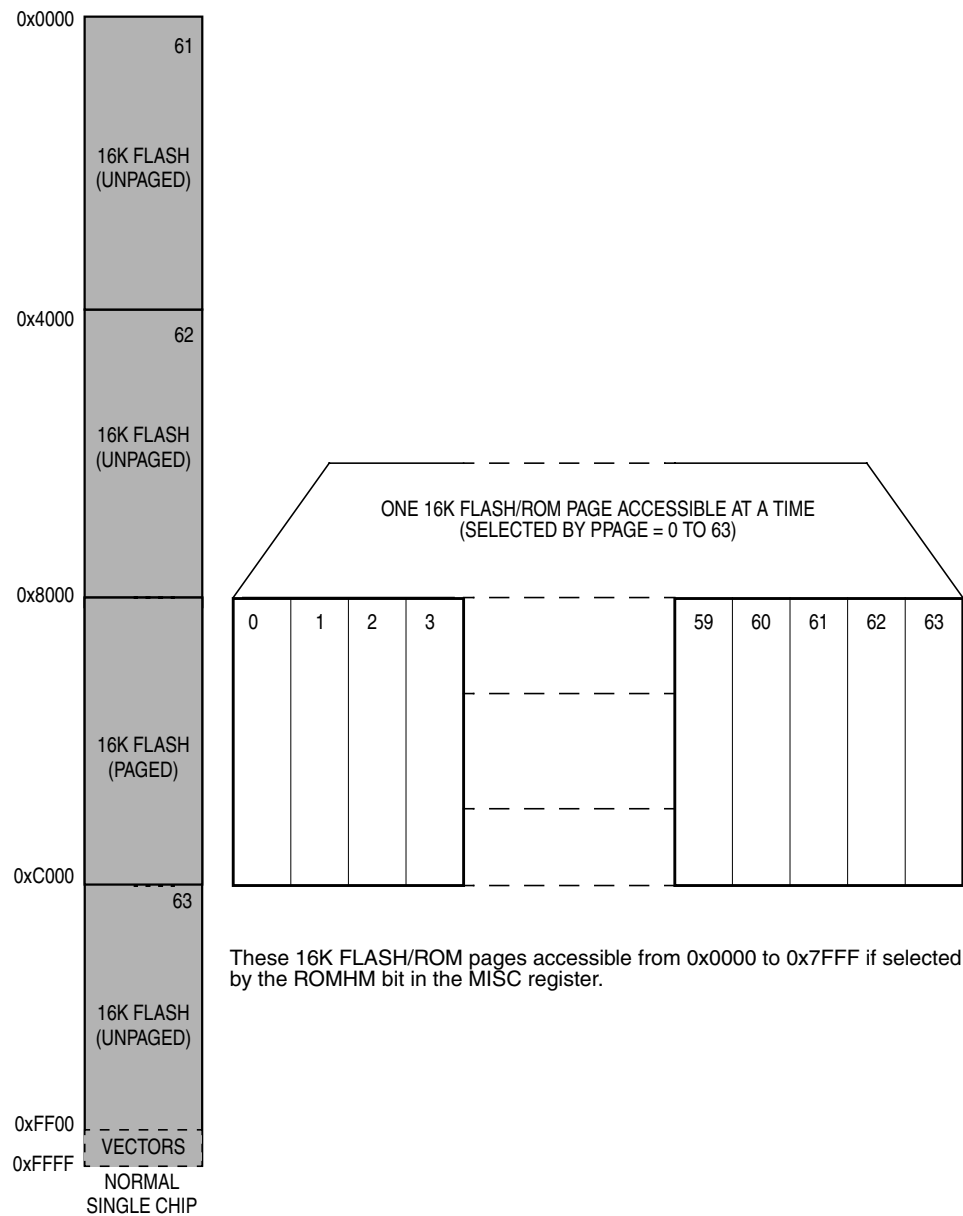 0x0000
61
16K FLASH
(UNPAGED)
0x4000
62
16K FLASH
(UNPAGED)
ONE 16K FLASH/ROM PAGE ACCESSIBLE AT A TIME
(SELECTED BY PPAGE = 0 TO 63)
0x8000
0 1 2 3 59 60 61 62 63
16K FLASH
(PAGED)
0xC000
63
These 16K FLASH/ROM pages accessible from 0x0000 to 0x7FFF if selected
by the ROMHM bit in the MISC register.
16K FLASH
(UNPAGED)
0xFF00
VECTORS
0xFFFF
NORMAL
SINGLE CHIP